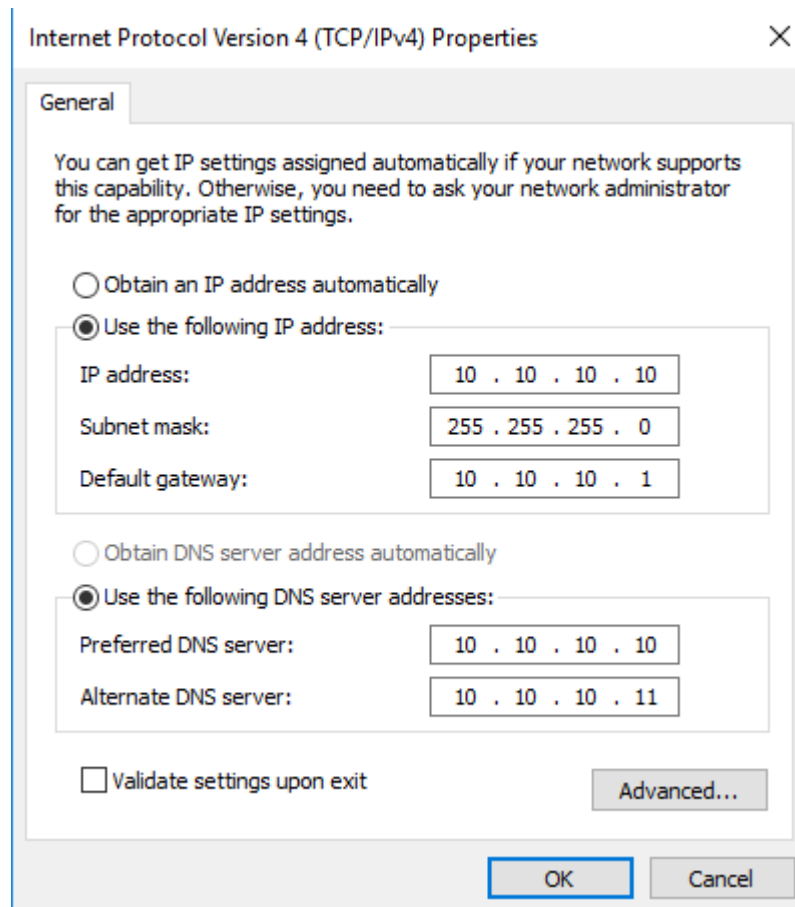 Internet Protocol Version 4 (TCP/IPv4) Properties
General
You can get IP settings assigned automatically if your network supports
this capability. Otherwise, you need to ask your network administrator
for the appropriate IP settings.
Obtain an IP address automatically
Use the following IP address:
IP address: 10 . 10 . 10 . 10
Subnet mask: 255 . 255 . 255 . 0
Default gateway: 10 . 10 . 10 . 1
Obtain DNS server address automatically
Use the following DNS server addresses:
Preferred DNS server: 10 . 10 . 10 . 10
Alternate DNS server: 10 . 10 . 10 . 11
Validate settings upon exit
Advanced...
OK Cancel